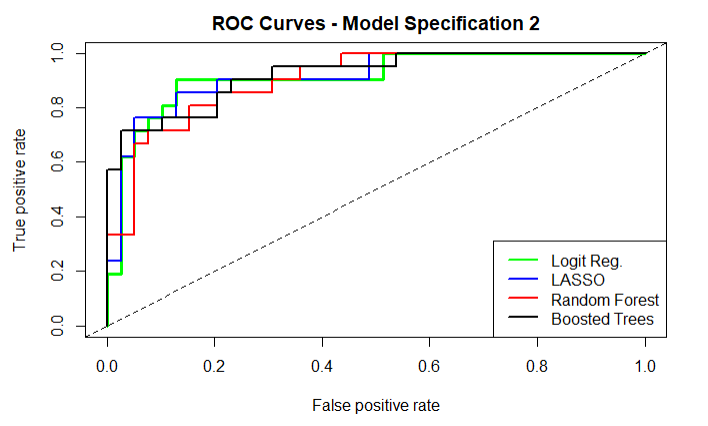 ROC Curves - Model Specification 2
True positive rate
1.0
0.8
0.6
0.4
0.2
0.0
Logit Reg.
LASSO
Random Forest
Boosted Trees
0.0 0.2 0.4 0.6 0.8 1.0
False positive rate